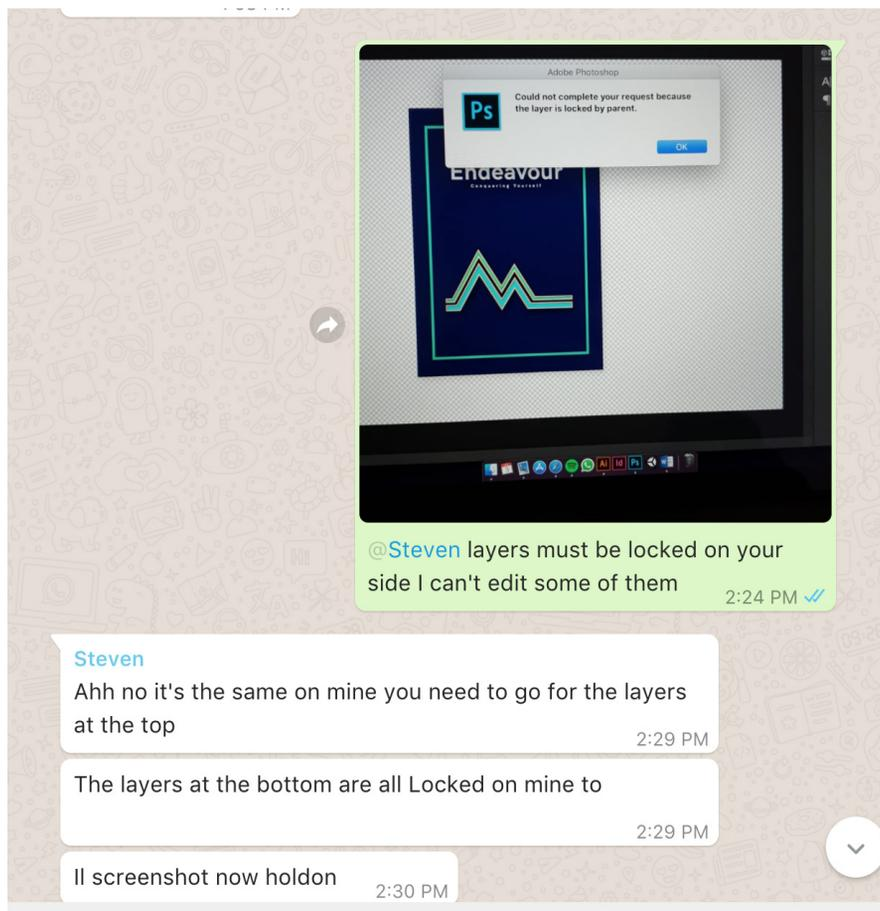 Adobe Photoshop
Could not complete your request because
the layer is locked by parent.
Ps
OK
Endeavour
Conquering Yourself
Ai Id Ps
@Steven layers must be locked on your
side I can't edit some of them
2:24 PM
Steven
Ahh no it's the same on mine you need to go for the layers
at the top
2:29 PM
The layers at the bottom are all Locked on mine to
2:29 PM
Il screenshot now holdon
2:30 PM